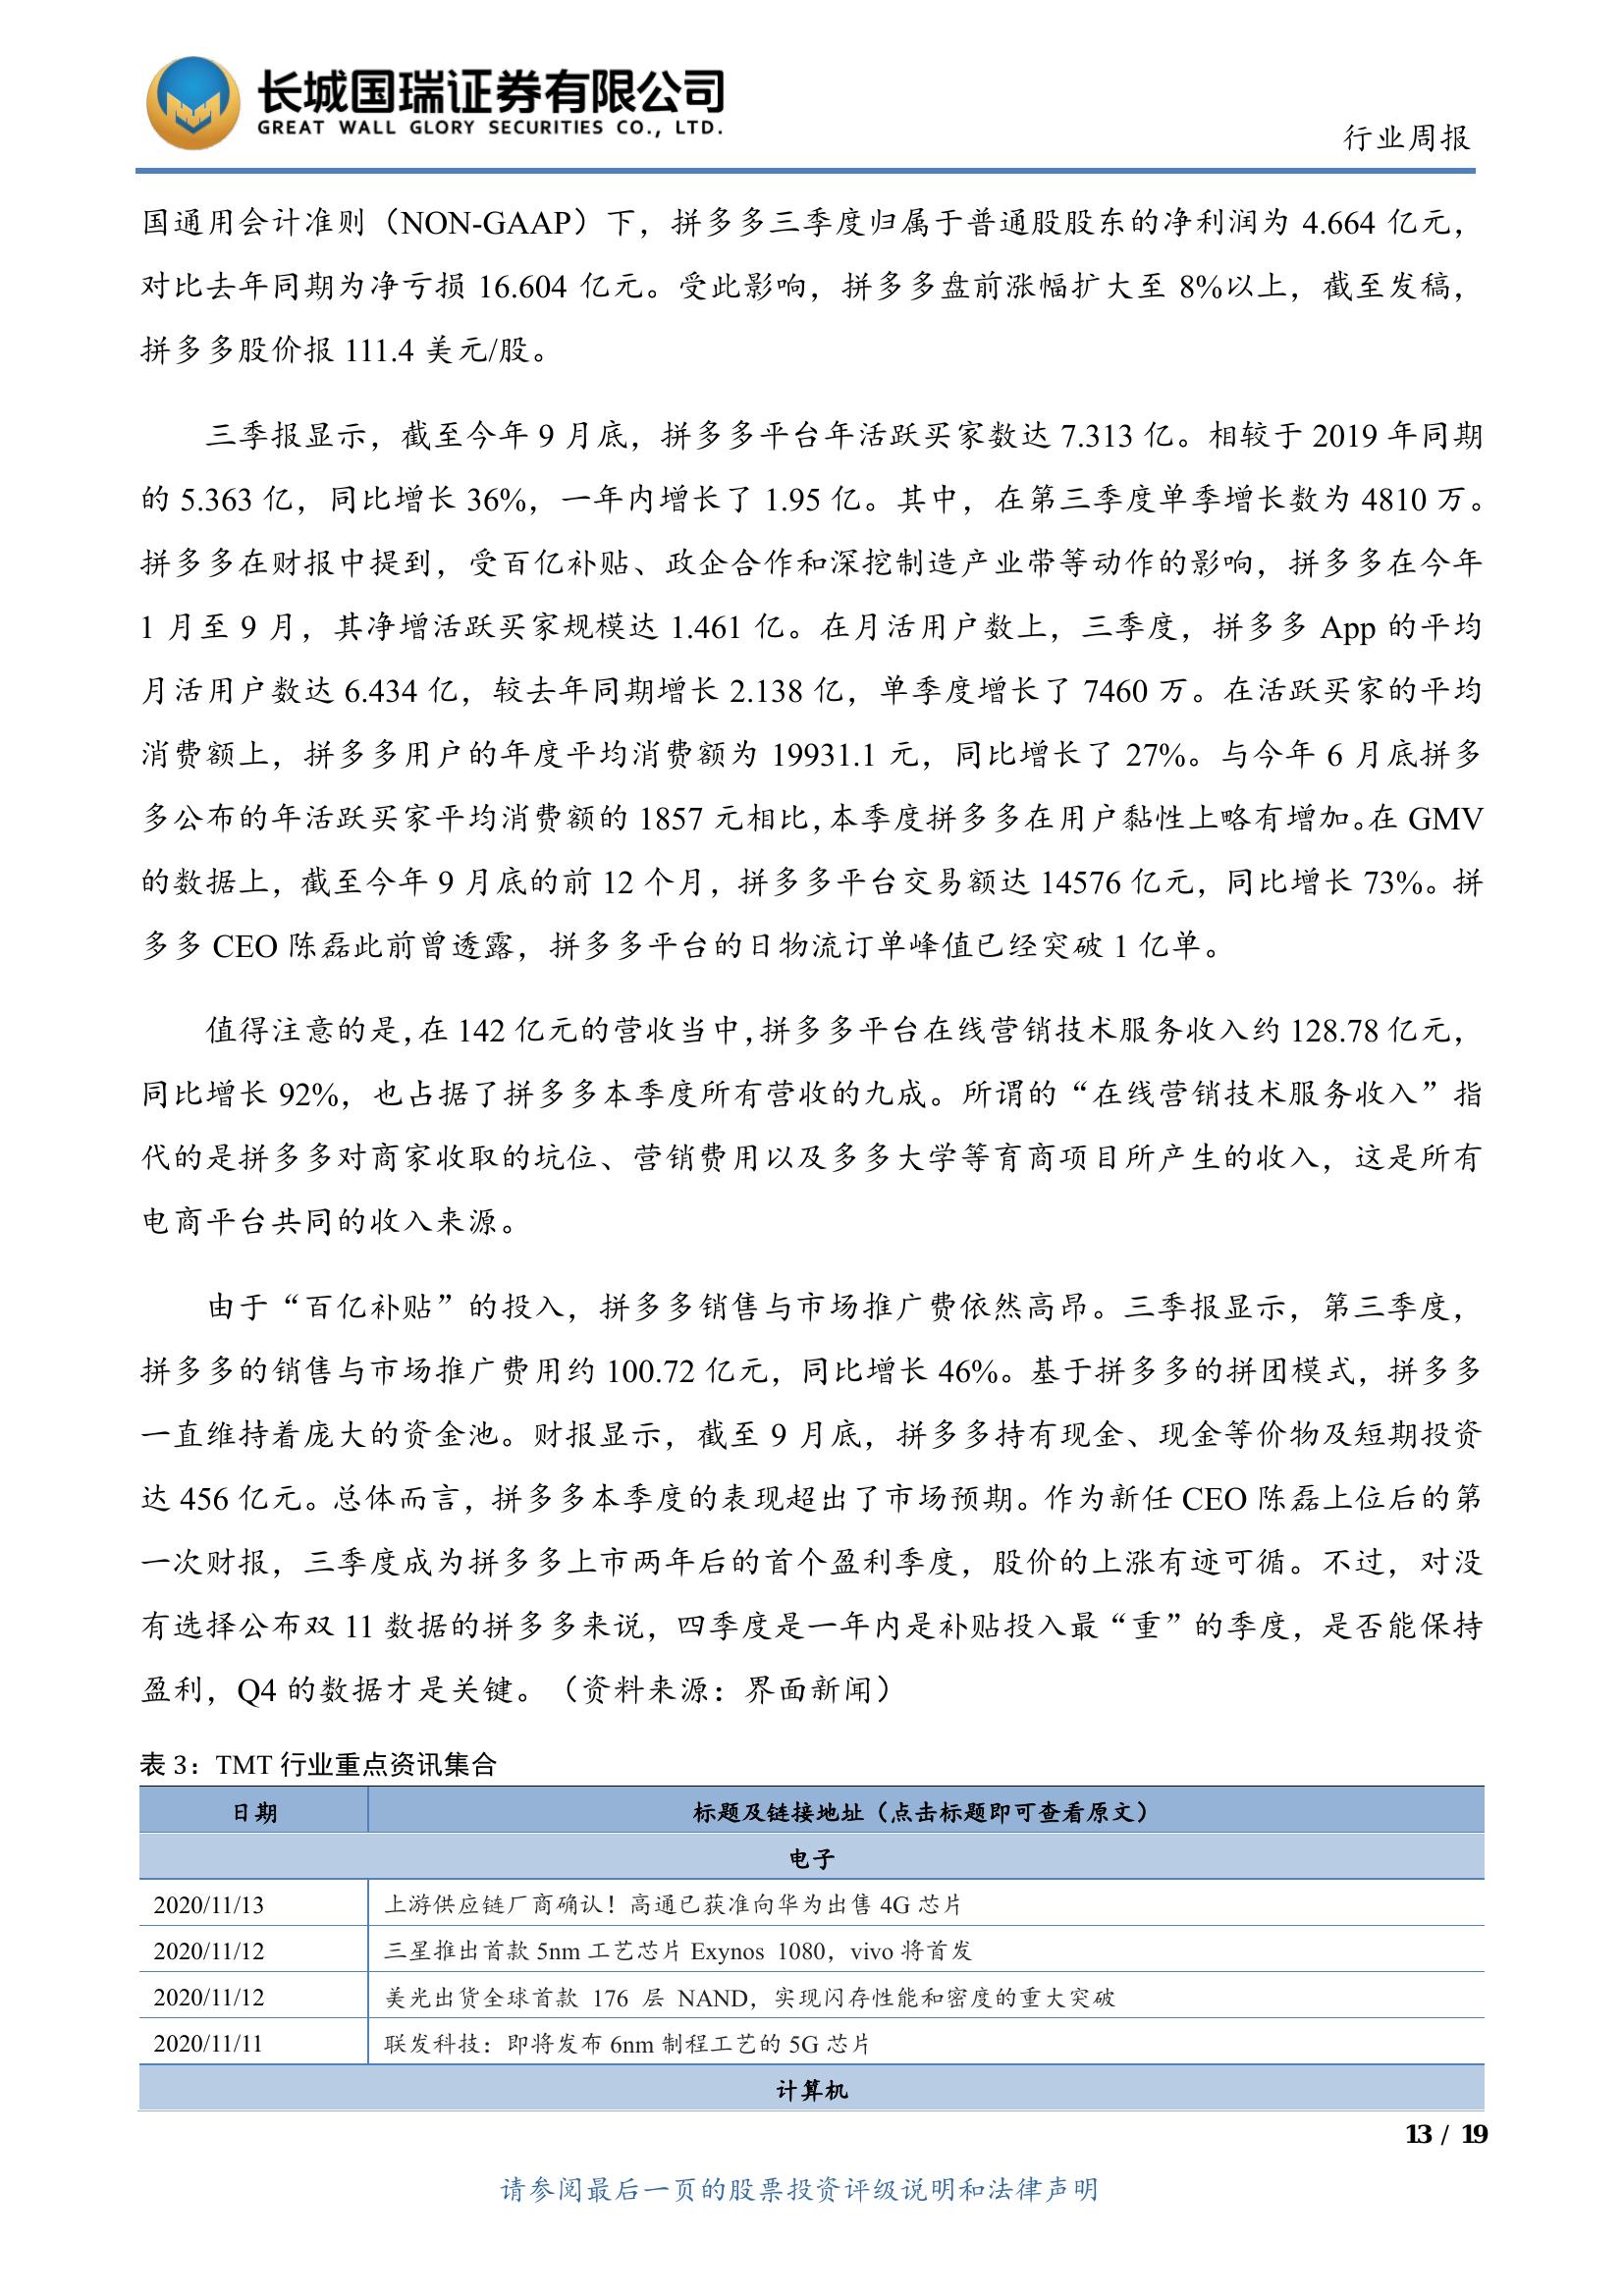 长城国瑞证券有限公司
GREAT WALL GLORY SECURITIES CO., LTD.
行业周报
国通用会计准则（NON-GAAP）下，拼多多三季度归属于普通股股东的净利润为 4.664 亿元，
对比去年同期为净亏损 16.604 亿元。受此影响，拼多多盘前涨幅扩大至 8%以上，截至发稿，
拼多多股价报 111.4 美元/股。
三季报显示，截至今年 9 月底，拼多多平台年活跃买家数达 7.313 亿。相较于 2019 年同期
的 5.363 亿，同比增长 36%，一年内增长了 1.95 亿。其中，在第三季度单季增长数为 4810 万。
拼多多在财报中提到，受百亿补贴、政企合作和深挖制造产业带等动作的影响，拼多多在今年
1 月至 9 月，其净增活跃买家规模达 1.461 亿。在月活用户数上，三季度，拼多多 App 的平均
月活用户数达 6.434 亿，较去年同期增长 2.138 亿，单季度增长了 7460 万。在活跃买家的平均
消费额上，拼多多用户的年度平均消费额为 19931.1 元，同比增长了 27%。与今年 6 月底拼多
多公布的年活跃买家平均消费额的 1857 元相比，本季度拼多多在用户黏性上略有增加。在 GMV
的数据上，截至今年 9 月底的前 12 个月，拼多多平台交易额达 14576 亿元，同比增长 73%。拼
多多 CEO 陈磊此前曾透露，拼多多平台的日物流订单峰值已经突破 1 亿单。
值得注意的是，在 142 亿元的营收当中，拼多多平台在线营销技术服务收入约 128.78 亿元，
同比增长 92%，也占据了拼多多本季度所有营收的九成。所谓的“在线营销技术服务收入”指
代的是拼多多对商家收取的坑位、营销费用以及多多大学等育商项目所产生的收入，这是所有
电商平台共同的收入来源。
由于“百亿补贴”的投入，拼多多销售与市场推广费依然高昂。三季报显示，第三季度，
拼多多的销售与市场推广费用约 100.72 亿元，同比增长 46%。基于拼多多的拼团模式，拼多多
一直维持着庞大的资金池。财报显示，截至 9 月底，拼多多持有现金、现金等价物及短期投资
达 456 亿元。总体而言，拼多多本季度的表现超出了市场预期。作为新任 CEO 陈磊上位后的第
一次财报，三季度成为拼多多上市两年后的首个盈利季度，股价的上涨有迹可循。不过，对没
有选择公布双 11 数据的拼多多来说，四季度是一年内是补贴投入最“重”的季度，是否能保持
盈利，Q4 的数据才是关键。（资料来源：界面新闻）
表 3：TMT 行业重点资讯集合
日期 标题及链接地址（点击标题即可查看原文）
电子
2020/11/13 上游供应链厂商确认！高通已获准向华为出售 4G 芯片
2020/11/12 三星推出首款 5nm 工艺芯片 Exynos 1080，vivo 将首发
2020/11/12 美光出货全球首款 176 层 NAND，实现闪存性能和密度的重大突破
2020/11/11 联发科技：即将发布 6nm 制程工艺的 5G 芯片
计算机
13 / 19
请参阅最后一页的股票投资评级说明和法律声明